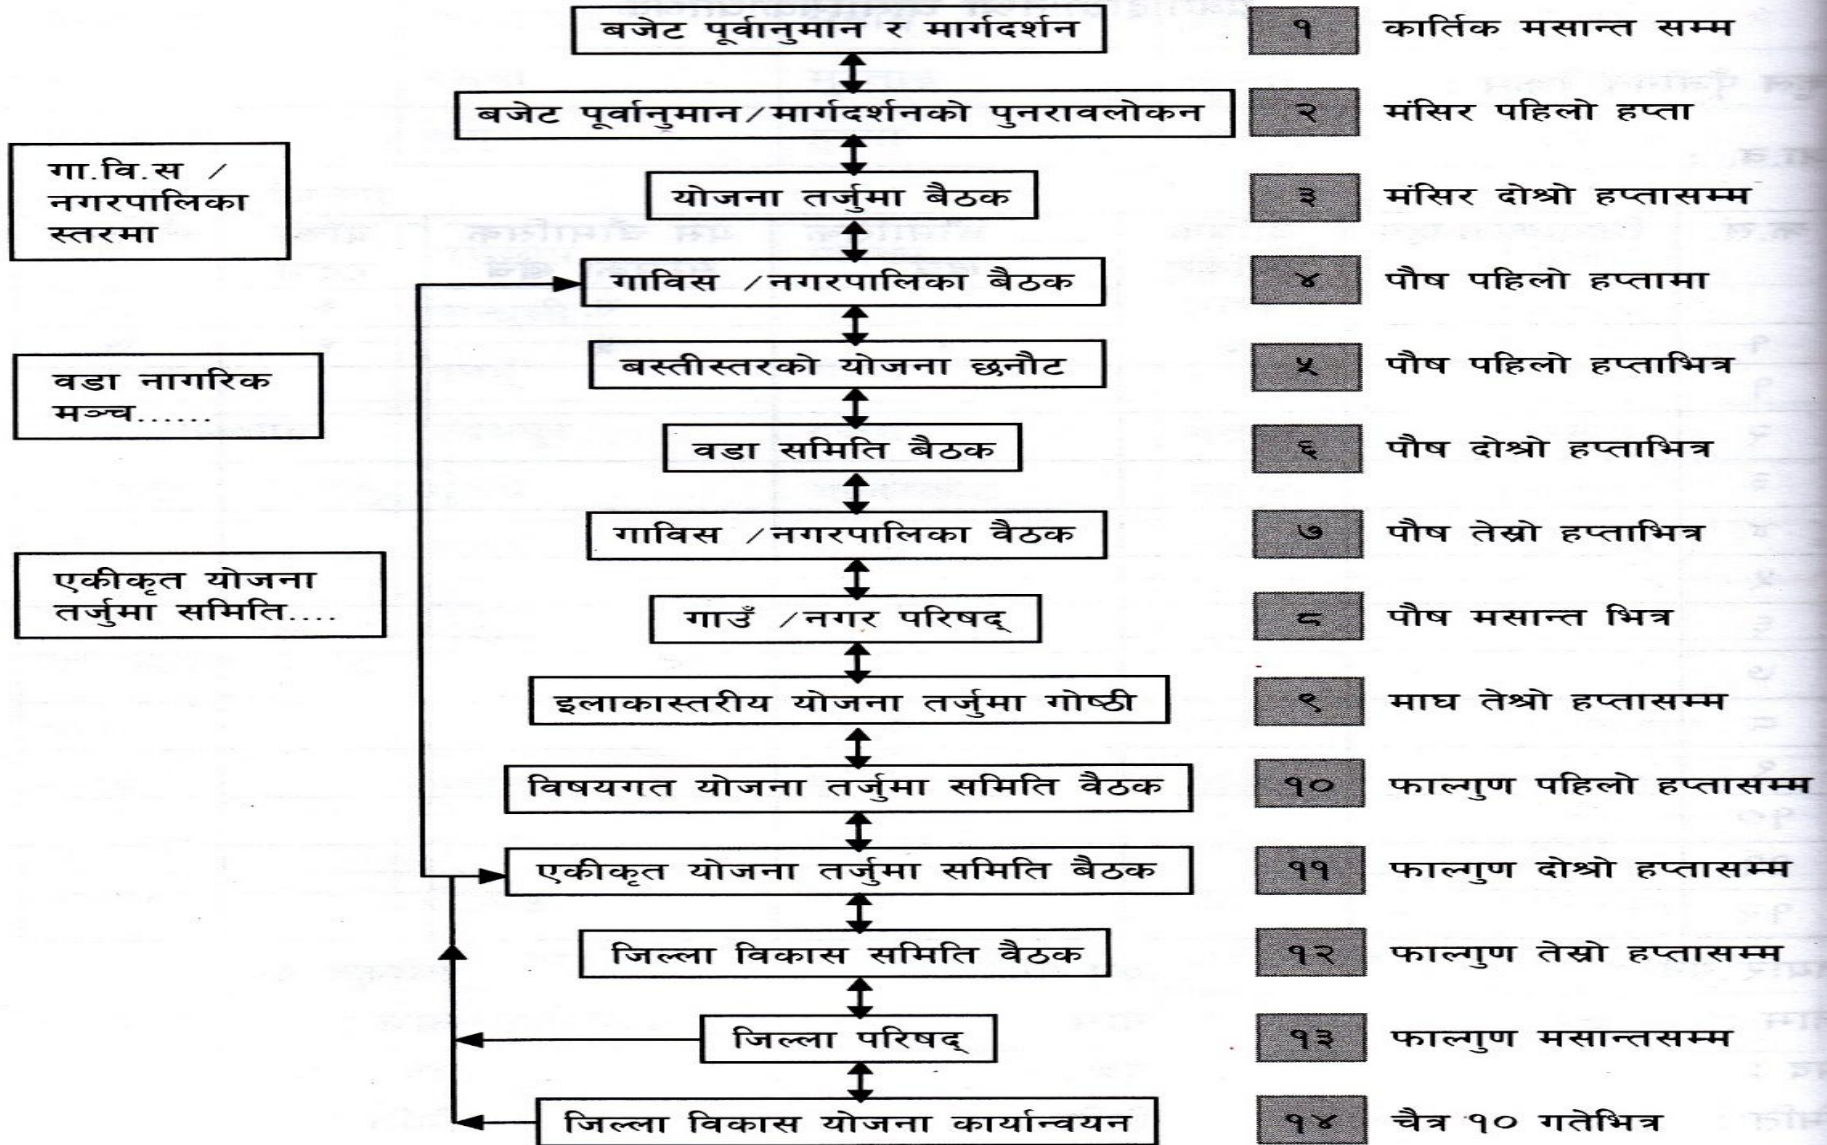 बजेट पूर्वानुमान र मार्गदर्शन १ कार्तिक मसान्त सम्म
बजेट पूर्वानुमान/मार्गदर्शनको पुनरावलोकन २ मंसिर पहिलो हप्ता
गा.वि.स /
नगरपालिका
स्तरमा
योजना तर्जुमा बैठक ३ मंसिर दोश्रो हप्तासम्म
गाविस /नगरपालिका बैठक ४ पौष पहिलो हप्तामा
वडा नागरिक
मञ्च......
बस्तीस्तरको योजना छनौट ५ पौष पहिलो हप्ताभित्र
वडा समिति बैठक ६ पौष दोश्रो हप्ताभित्र
गाविस /नगरपालिका वैठक ७ पौष तेस्रो हप्ताभित्र
एकीकृत योजना
तर्जुमा समिति....
गाउँ /नगर परिषद् ८ पौष मसान्त भित्र
इलाकास्तरीय योजना तर्जुमा गोष्ठी ९ माघ तेश्रो हप्तासम्म
विषयगत योजना तर्जुमा समिति वैठक १० फाल्गुण पहिलो हप्तासम्म
एकीकृत योजना तर्जुमा समिति बैठक ११ फाल्गुण दोश्रो हप्तासम्म
जिल्ला विकास समिति वैठक १२ फाल्गुण तेस्रो हप्तासम्म
जिल्ला परिषद् १३ फाल्गुण मसान्तसम्म
जिल्ला विकास योजना कार्यान्वयन १४ चैत्र १० गतेभित्र